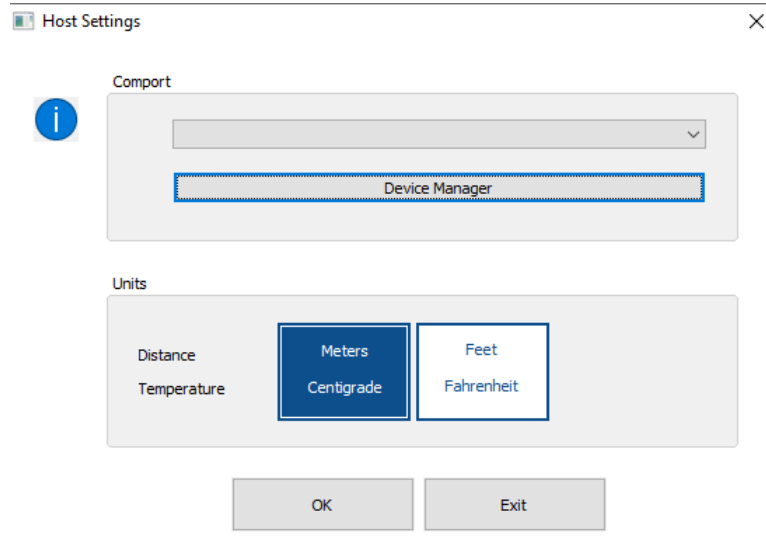 Host Settings
Comport
Device Manager
Units
Distance
Meters
Feet
Temperature
Centigrade
Fahrenheit
OK
Exit